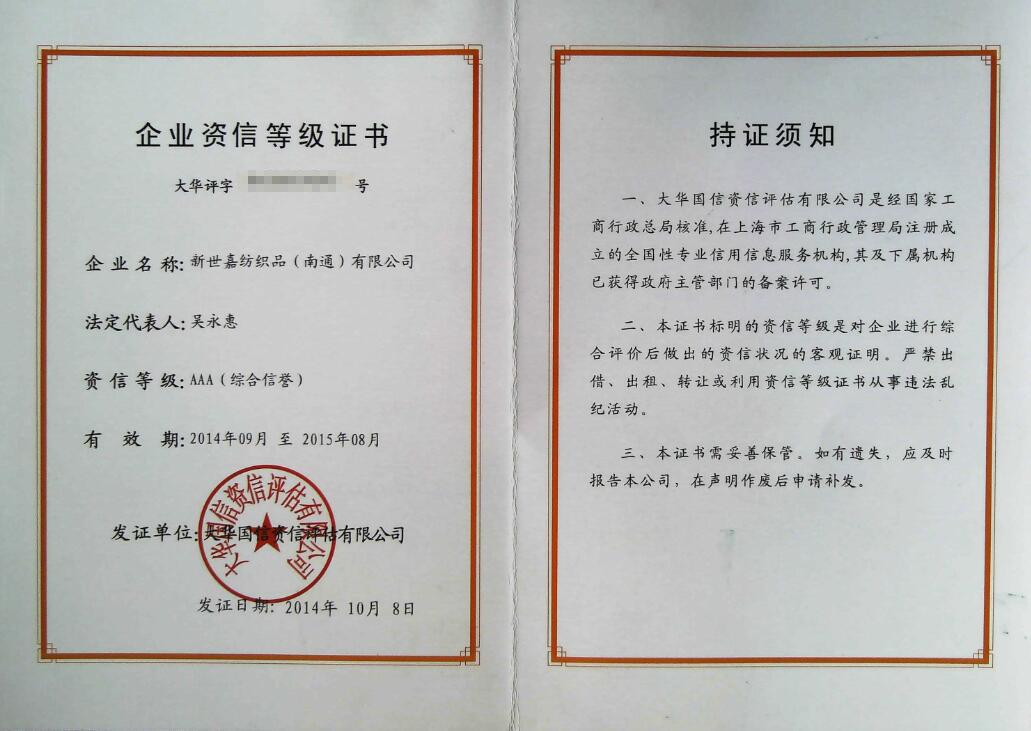 企业资信等级证书
大华评字 号
企业名称:新世嘉纺织品（南通）有限公司
法定代表人:吴永惠
资信等级:AAA（综合信誉）
有效期:2014年09月 至 2015年08月
大华国信资信评估有限公司
发证单位:大华国信资信评估有限公司
发证日期:2014年 10月 8日
持证须知
一、大华国信资信评估有限公司是经国家工
商行政总局核准,在上海市工商行政管理局注册成
立的全国性专业信用信息服务机构,其及下属机构
已获得政府主管部门的备案许可。
二、本证书标明的资信等级是对企业进行综
合评价后做出的资信状况的客观证明。严禁出
借、出租、转让或利用资信等级证书从事违法乱
纪活动。
三、本证书需妥善保管。如有遗失，应及时
报告本公司，在声明作废后申请补发。